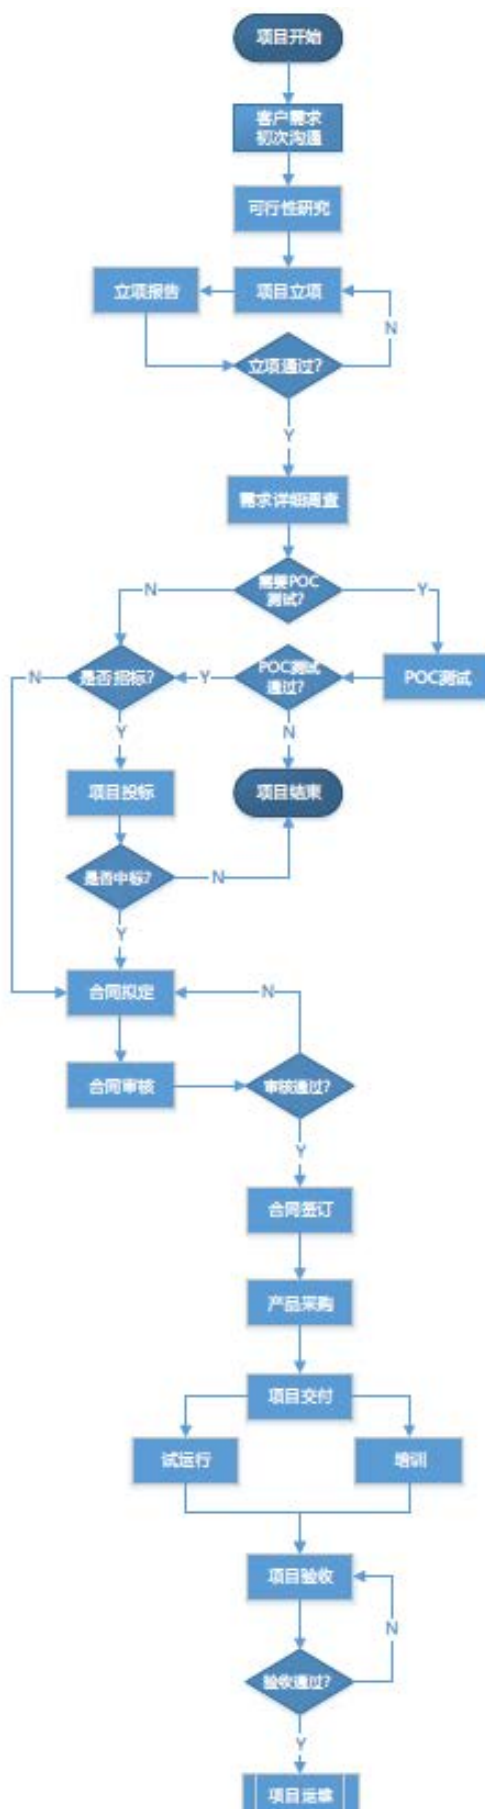 项目开始
客户需求
初次沟通
可行性研究
立项报告
项目立项
N
立项通过?
Y
需求详细调查
需要POC
测试?
N
Y
N
是否招标?
Y
POC测试
通过?
POC测试
Y
N
项目投标
项目结束
是否中标?
N
Y
合同拟定
N
合同审核
审核通过?
Y
合同签订
产品采购
项目交付
试运行
培训
项目验收
N
验收通过?
Y
项目运维